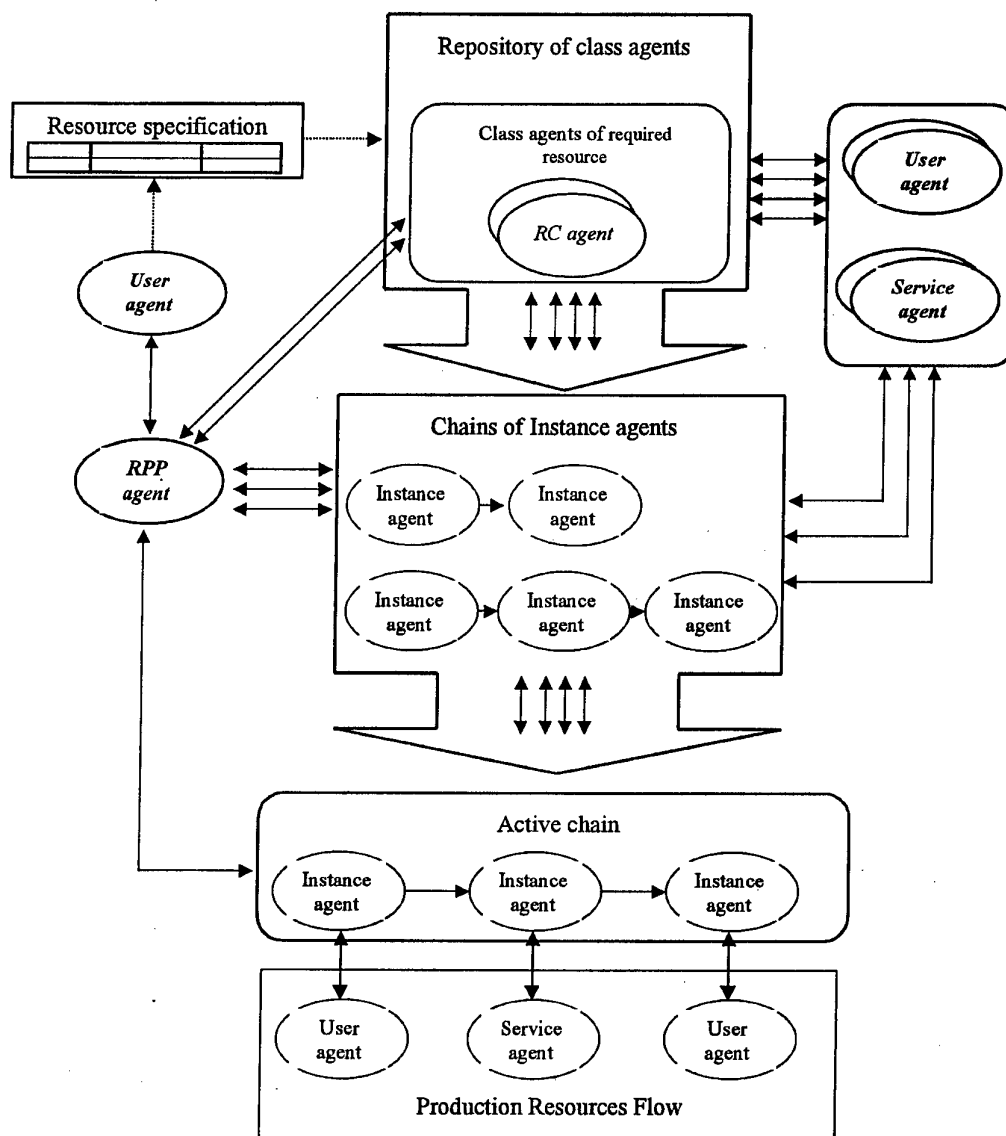 Repository of class agents
Resource specification
Class agents of required
resource
RC agent
User
agent
Service
agent
User
agent
RPP
agent
Chains of Instance agents
Instance
agent
Instance
agent
Instance
agent
Instance
agent
Instance
agent
Active chain
Instance
agent
Instance
agent
Instance
agent
User
agent
Service
agent
User
agent
Production Resources Flow